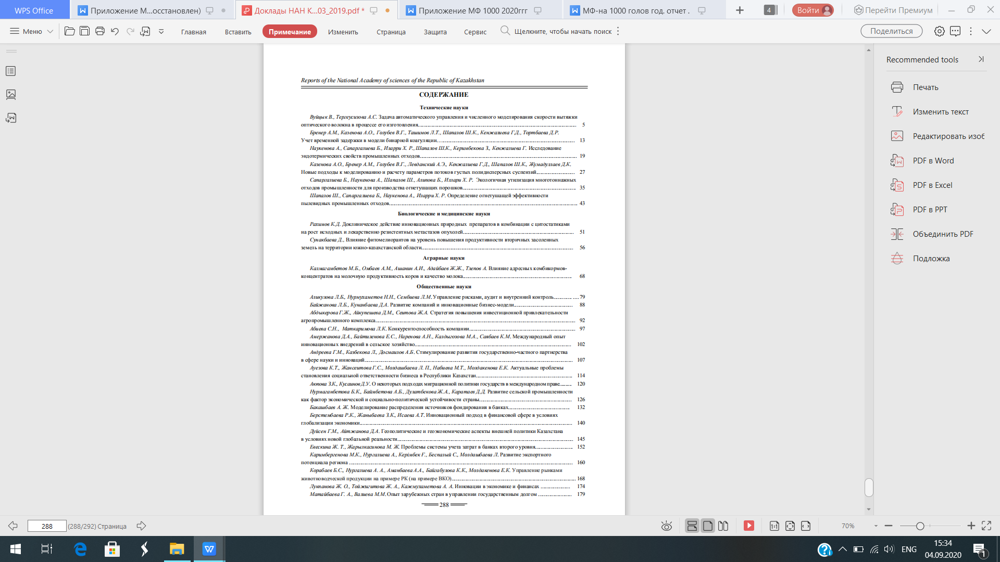 WPS Office
Приложение М...осстановлен)
Доклады НАН К...03_2019.pdf *
Приложение МФ 1000 2020ггг
МФ-на 1000 голов год. отчет .
4
Войти
Перейти Премиум
Меню
Главная
Вставить
Примечание
Изменить
Страница
Защита
Сервис
Щелкните, чтобы начать поиск
Поделиться
Reports of the National Academy of sciences of the Republic of Kazakhstan
СОДЕРЖАНИЕ
Технические науки
Вуйцык В., Тергеусизова А.С. Задача автоматического управления и численного моделирования скорости вытяжки
оптического волокна в процессе его изготовления 5
Бренер А.М., Казенова А.О., Голубев В.Г., Ташимов Л.Т., Шапалов Ш.К., Кенжалиева Г.Д., Тортбаева Д.Р.
Учет временной задержки в модели бинарной коагуляции 13
Наукенова А., Сапаргалиева Б., Иларри Х. Р., Шапалов Ш.К., Керимбекова З., Кенжалиева Г. Исследование
эндотермических свойств промышленных отходов 19
Казенова А.О., Бренер А.М., Голубев В.Г., Левданский А.Э., Кенжалиева Г.Д., Шапалов Ш.К., Жумадуллаев Д.К.
Новые подходы к моделированию и расчету параметров потоков густых полидисперсных суспензий 27
Сапаргалиева Б., Наукенова А., Шапалов Ш., Алипова Б., Иллари Х. Р. Экологичная утилизация многотоннажных
отходов промышленности для производства огнетушащих порошков 35
Шапалов Ш., Сапаргалиева Б., Наукенова А., Иларри Х. Р. Определение огнетушащей эффективности
пылевидных промышленных отходов 43
Биологические и медицинские науки
Рахимов К.Д. Доклиническое действие инновационных природных препаратов в комбинации с цитостатиками
на рост исходных и лекарственно резистентных метастазов опухолей 51
Сунакбаева Д., Влияние фитомелиорантов на уровень повышения продуктивности вторичных засоленных
земель на территории южно-казахстанской области 56
Аграрные науки
Калмагамбетов М.Б., Омбаев А.М., Ашанин А.И., Адайбаев Ж.Ж., Тлепов А. Влияние адресных комбикормов-
концентратов на молочную продуктивность коров и качество молока 68
Общественные науки
Аликулова Л.Б., Нурмухаметов Н.Н., Сембиева Л.М. Управление рисками, аудит и внутренний контроль 79
Байжанова Л.Б., Кунанбаева Д.А. Развитие компаний и инновационные бизнес-модели 88
Абдыкерова Г.Ж., Айкупешева Д.М., Сеитова Ж.А. Стратегия повышения инвестиционной привлекательности
агропромышленного комплекса 92
Абиева С.Н., Маткаримова Л.К. Конкурентоспособность компании 97
Амержанова Д.А., Байтиленова Е.С., Наренова А.Н., Калдыгозова М.А., Саябаев К.М. Международный опыт
инновационных внедрений в сельское хозяйство 102
Андреева Г.М., Казбекова Л., Досмаилов А.Б. Стимулирование развития государственно-частного партнерства
в сфере науки и инноваций 107
Ауезова К.Т., Жансеитова Г.С., Молдашбаева Л. П., Набиева М.Т., Молдакенова Е.К. Актуальные проблемы
становления социальной ответственности бизнеса в Республики Казахстан 114
Аюпова З.К., Кусаинов Д.У. О некоторых подходах миграционной политики государств в международном праве 120
Нурмаганбетова Б.К., Баймбетова А.Б., Дулатбекова Ж.А., Каратаев Д.Д. Развитие сельской промышленности
как фактор экономической и социально-политической устойчивости страны 126
Бакашбаев А. Ж. Моделирование распределения источников фондирования в банках 132
Берстембаева Р.К., Жаныбаева З.К., Исаева А.Т. Инновационный подход в финансовой сфере в условиях
глобализации экономики 140
Дуйсен Г.М., Айтжанова Д.А. Геополитические и геоэкономические аспекты внешней политики Казахстана
в условиях новой глобальной реальности 145
Евескина Ж. Т., Жарылкасинова М. Ж. Проблемы системы учета затрат в банках второго уровня 152
Каримбергенова М.К., Нургалиева А., Керімбек Ғ., Беспалый С., Молдашбаева Л. Развитие экспортного
потенциала региона 160
Корабаев Б.С., Нургалиева А. А., Аманбаева А.А., Байгабулова К.К., Молдакенова Е.К. Управление рынками
животноводческой продукции на примере РК (на примере ВКО) 168
Лукпанова Ж. О., Тойжигитова Ж. А., Кажмухаметова А. А. Инновации в экономике и финансах 174
Матайбаева Г. А., Валиева М.М. Опыт зарубежных стран в управлении государственным долгом 179
288
Recommended tools
Печать
Изменить текст
Редактировать изоб
PDF в Word
PDF в Excel
PDF в PPT
Объединить PDF
Подложка
288
(288/292) Страница
1:1
70%
ENG
15:34
04.09.2020
1